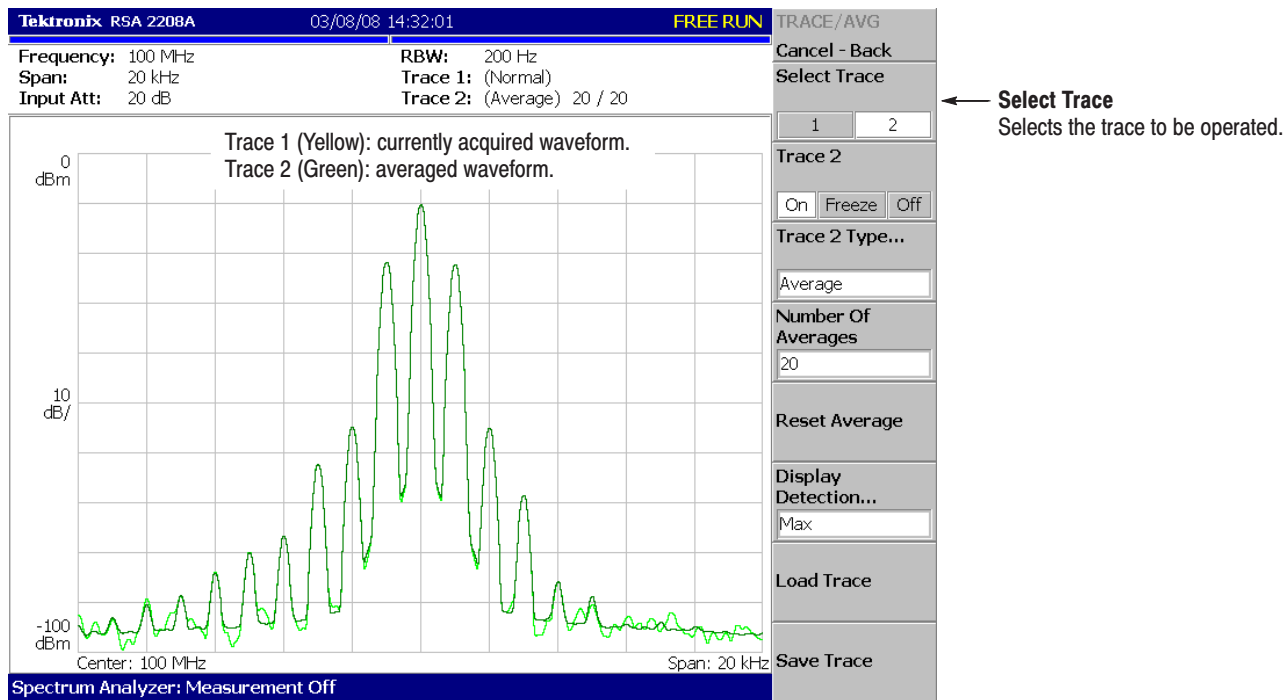 Tektronix RSA 2208A 03/08/08 14:32:01 FREE RUN
Frequency: 100 MHz RBW: 200 Hz
Span: 20 kHz Trace 1: (Normal)
Input Att: 20 dB Trace 2: (Average) 20 / 20
Trace 1 (Yellow): currently acquired waveform.
Trace 2 (Green): averaged waveform.
0
dBm
10
dB/
-100
dBm
Center: 100 MHz Span: 20 kHz
Spectrum Analyzer: Measurement Off
TRACE/AVG
Cancel - Back
Select Trace
1 2
Trace 2
On Freeze Off
Trace 2 Type...
Average
Number Of
Averages
20
Reset Average
Display
Detection...
Max
Load Trace
Save Trace
Select Trace
Selects the trace to be operated.